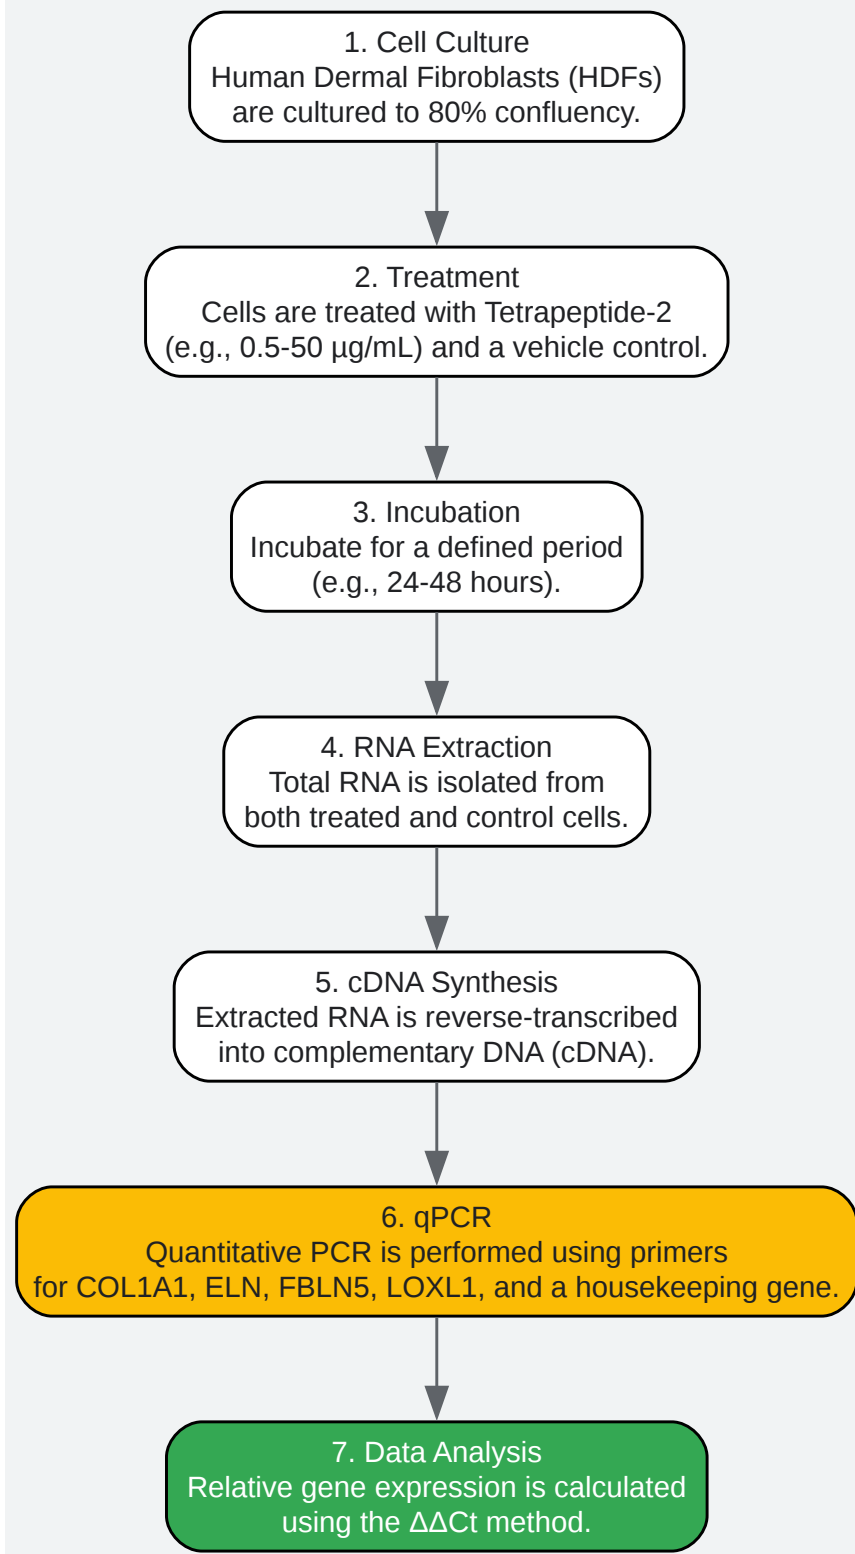 1. Cell Culture
Human Dermal Fibroblasts (HDFs)
are cultured to 80% confluency.
2. Treatment
Cells are treated with Tetrapeptide-2
(e.g., 0.5-50 µg/mL) and a vehicle control.
3. Incubation
Incubate for a defined period
(e.g., 24-48 hours).
4. RNA Extraction
Total RNA is isolated from
both treated and control cells.
5. cDNA Synthesis
Extracted RNA is reverse-transcribed
into complementary DNA (cDNA).
6. qPCR
Quantitative PCR is performed using primers
for COL1A1, ELN, FBLN5, LOXL1, and a housekeeping gene.
7. Data Analysis
Relative gene expression is calculated
using the ΔΔCt method.